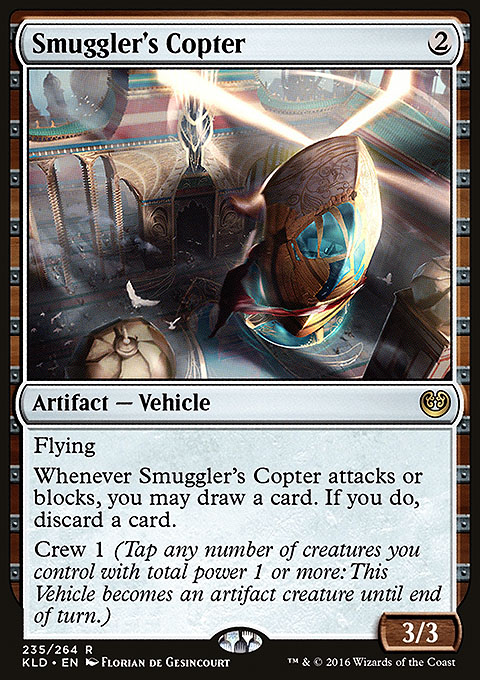 Smuggler's Copter 2
Artifact — Vehicle
Flying
Whenever Smuggler's Copter attacks or
blocks, you may draw a card. If you do,
discard a card.
Crew 1 (Tap any number of creatures you
control with total power 1 or more: This
Vehicle becomes an artifact creature until end
of turn.)
3/3
235/264 R
KLD • EN Florian de Gesincourt
™ & © 2016 Wizards of the Coast